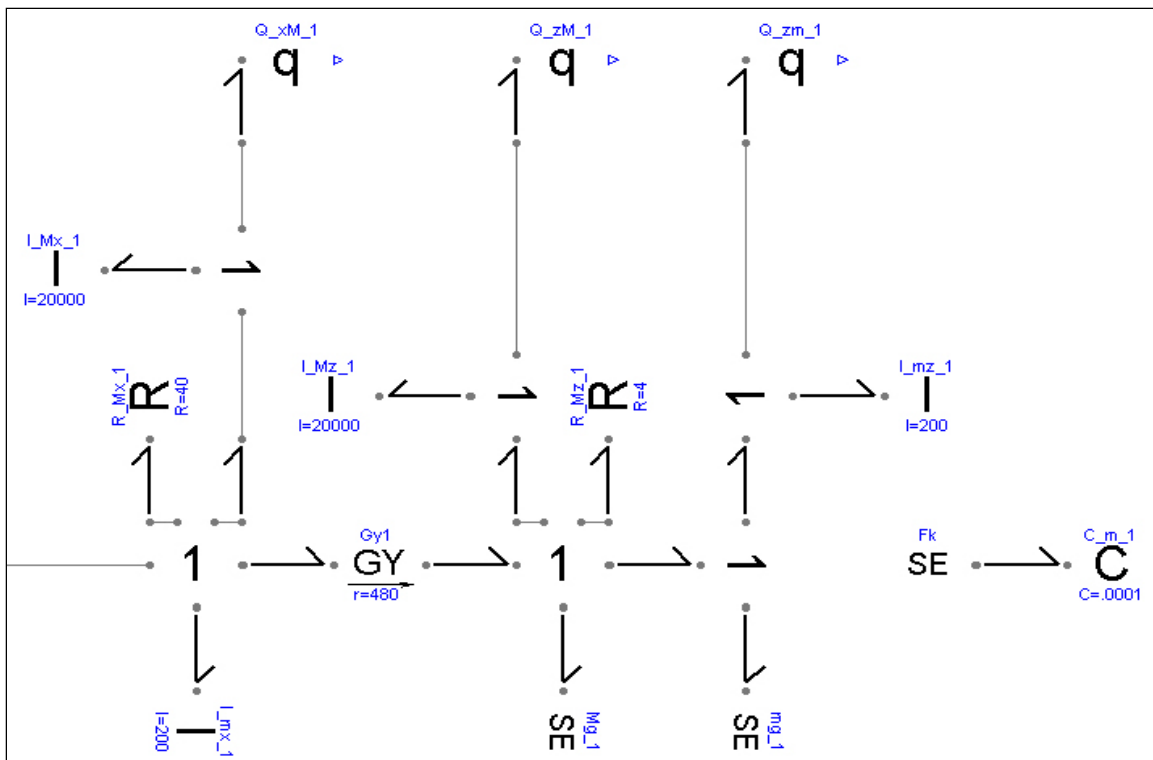 Q_xM_1
q
Q_zM_1
q
Q_zm_1
q
I_Mx_1
I
I=20000
1
R_Mx_1
R
R=40
I_Mz_1
I
I=20000
1
R_Mz_1
R
R=4
1
I_mz_1
I
I=200
1
Gy1
GY
r=480
1
1
Fk
SE
C_m_1
C
C=.0001
I_mx_1
I
I=200
Mg_1
SE
mg_1
SE